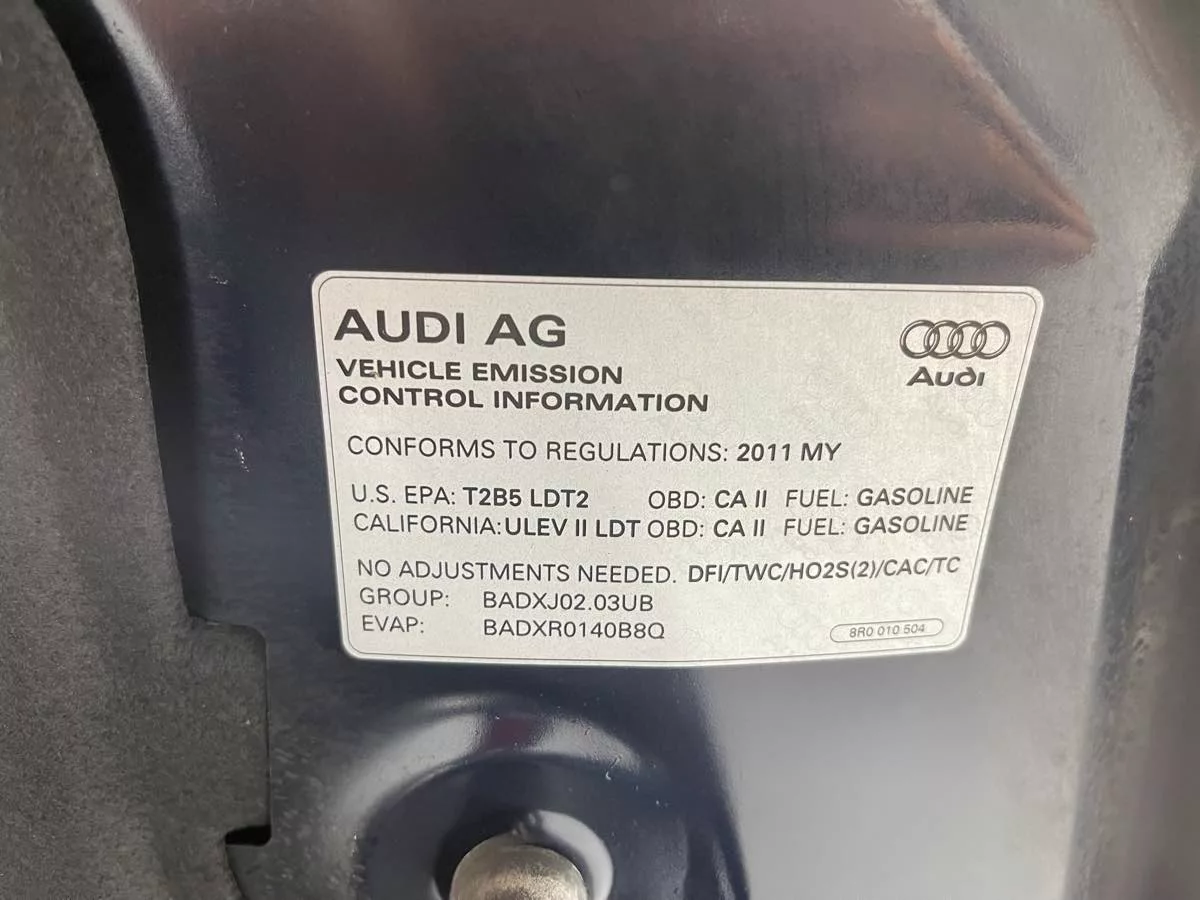 AUDI AG
Audi
VEHICLE EMISSION
CONTROL INFORMATION
CONFORMS TO REGULATIONS: 2011 MY
U.S. EPA: T2B5 LDT2 OBD: CA II FUEL: GASOLINE
CALIFORNIA: ULEV II LDT OBD: CA II FUEL: GASOLINE
NO ADJUSTMENTS NEEDED. DFI/TWC/HO2S(2)/CAC/TC
GROUP: BADXJ02.03UB
EVAP: BADXR0140B8Q
8R0 010 504